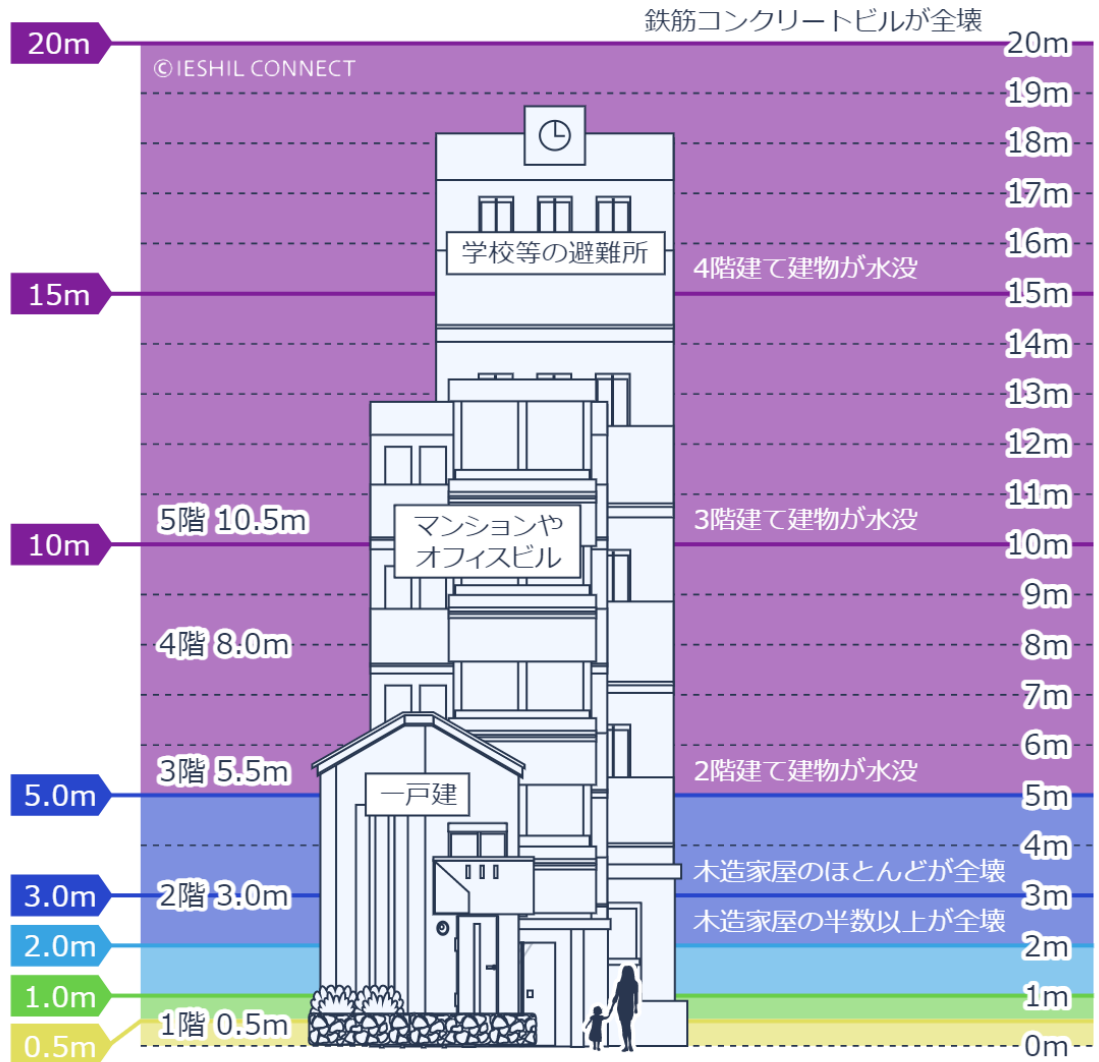 鉄筋コンクリートビルが全壊
20m
20m
©IESHIL CONNECT
19m
18m
17m
16m
学校等の避難所
4階建て建物が水没
15m
15m
14m
13m
12m
11m
5階 10.5m
マンションや
オフィスビル
3階建て建物が水没
10m
10m
9m
4階 8.0m
8m
7m
6m
3階 5.5m
2階建て建物が水没
一戸建
5.0m
5m
4m
木造家屋のほとんどが全壊
3.0m
2階 3.0m
3m
木造家屋の半数以上が全壊
2.0m
2m
1.0m
1m
1階 0.5m
0.5m
0m